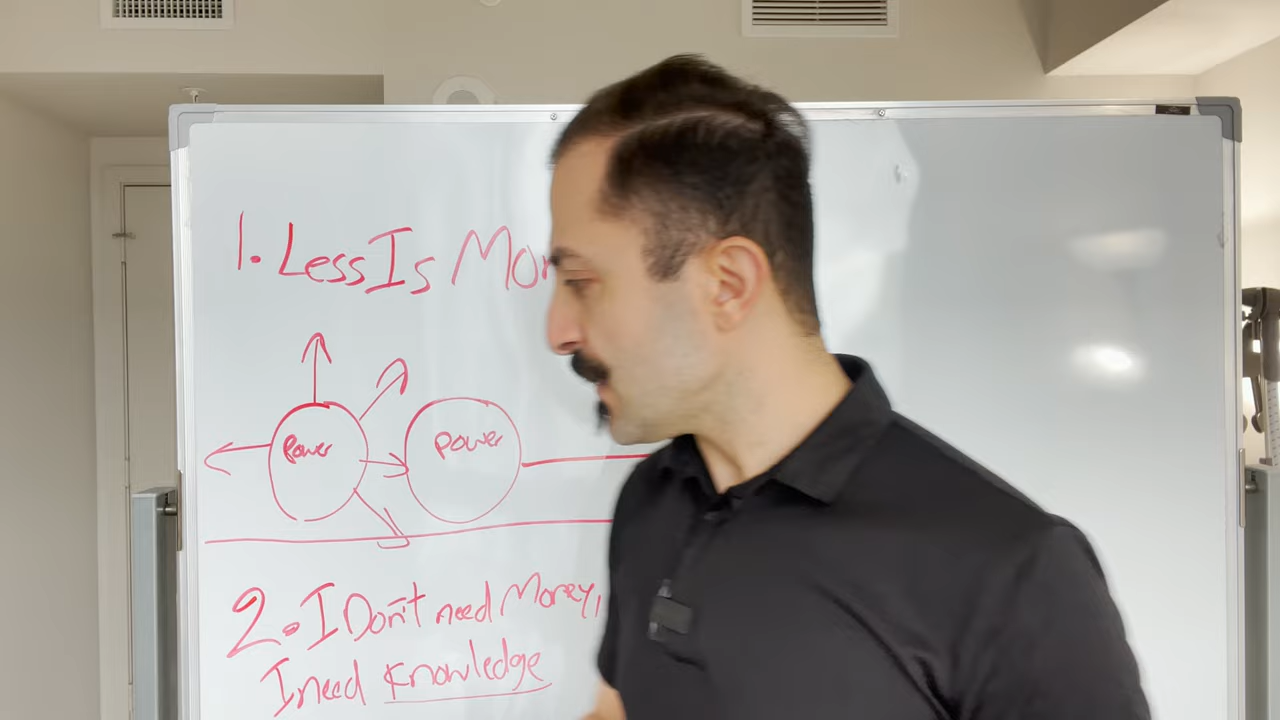 1. Less Is Mor
Power
Power
2. I Don't need Money,
I need Knowledge